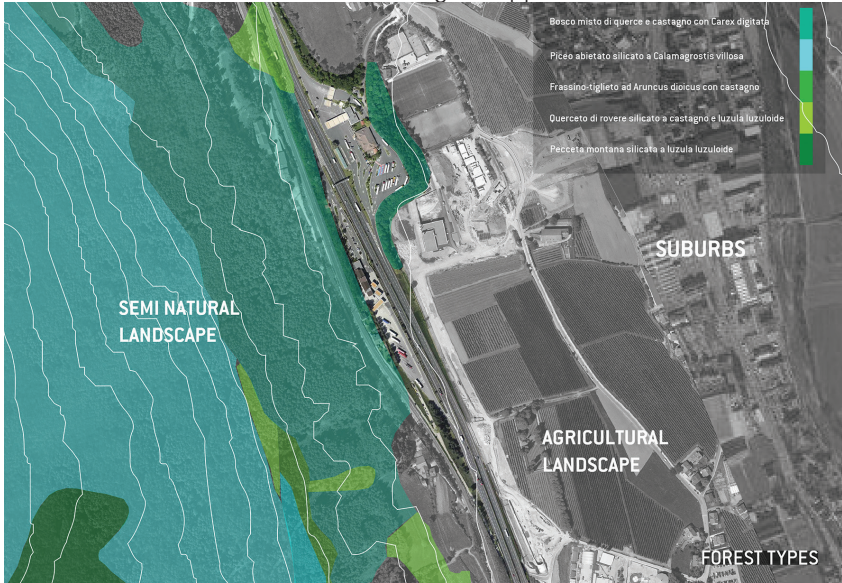 Bosco misto di querce e castagno con Carex digitata
Piceo abietato silicato a Calamagrostis villosa
Frassino-tiglieto ad Aruncus dioicus con castagno
Querceto di rovere silicato a castagno e luzula luzuloide
Pecceta montana silicata a luzula luzuloide
SUBURBS
SEMI NATURAL
LANDSCAPE
AGRICULTURAL
LANDSCAPE
FOREST TYPES